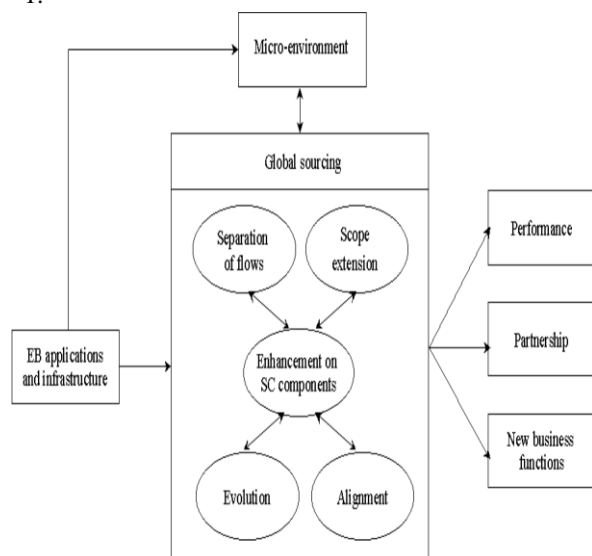 1.
Micro-environment
Global sourcing
Separation
of flows
Scope
extension
Performance
EB applications
and infrastructure
Enhancement on
SC components
Partnership
Evolution
Alignment
New business
functions